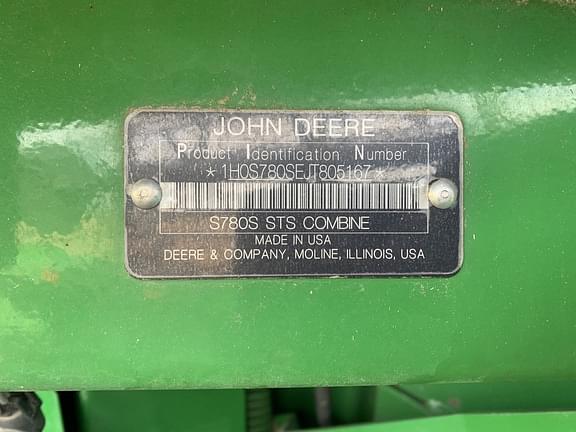 JOHN DEERE
Product Identification Number
*1H0S780SEJT805167*
S780S STS COMBINE
MADE IN USA
DEERE & COMPANY, MOLINE, ILLINOIS, USA